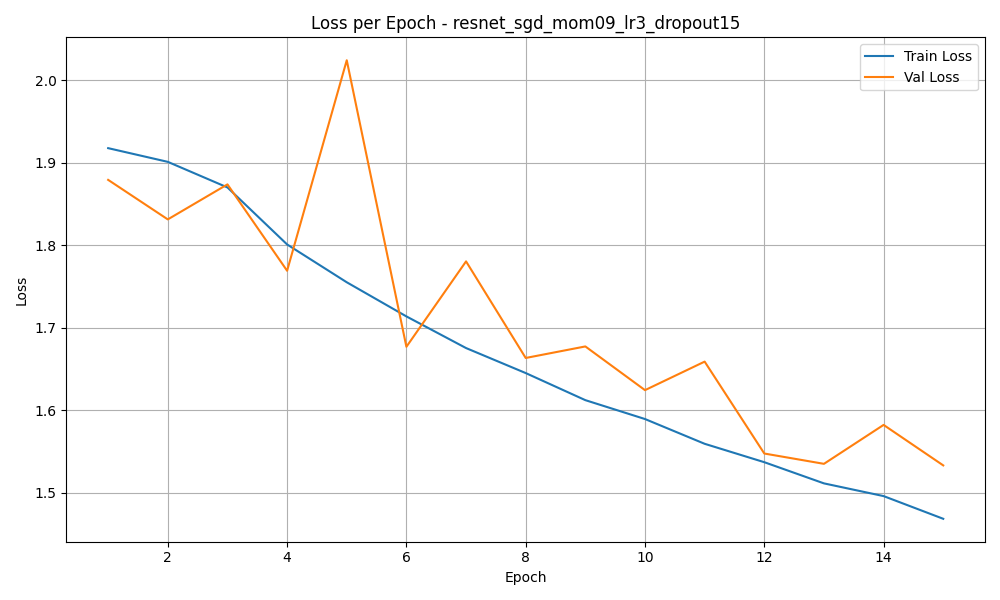 Loss per Epoch - resnet_sgd_mom09_lr3_dropout15
Train Loss
Val Loss
2.0
1.9
1.8
1.7
1.6
1.5
Loss
2 4 6 8 10 12 14
Epoch